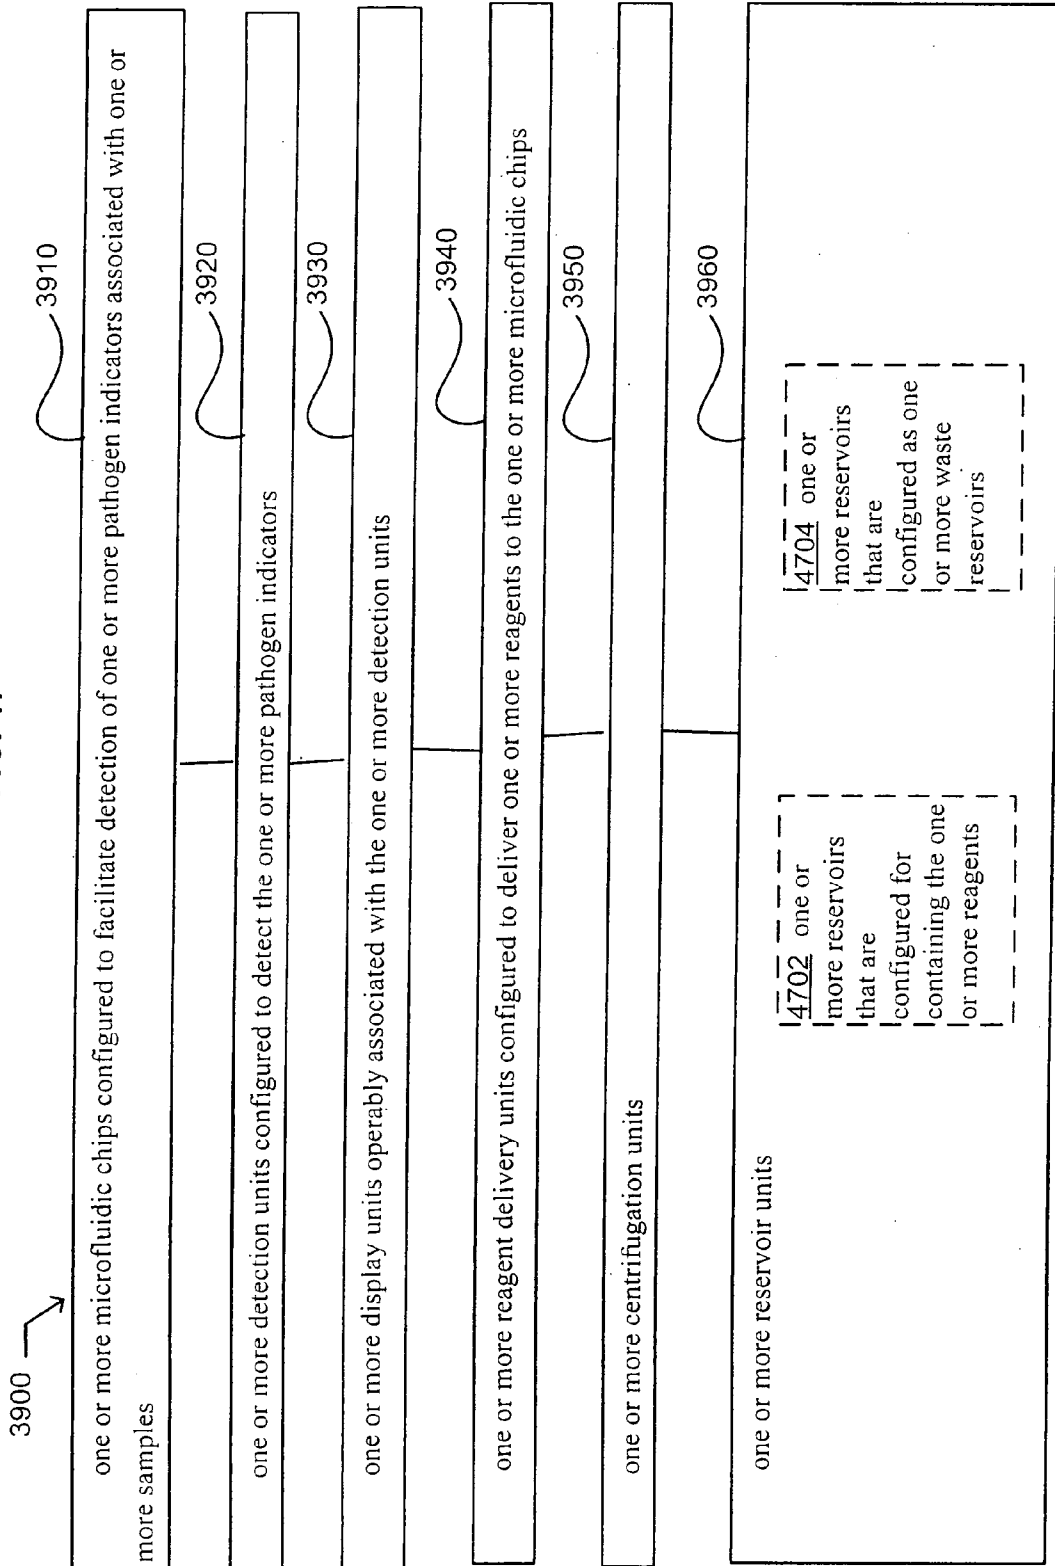 3900
3910
one or more microfluidic chips configured to facilitate detection of one or more pathogen indicators associated with one or
more samples
3920
one or more detection units configured to detect the one or more pathogen indicators
3930
one or more display units operably associated with the one or more detection units
3940
one or more reagent delivery units configured to deliver one or more reagents to the one or more microfluidic chips
3950
one or more centrifugation units
3960
one or more reservoir units
4702 one or
more reservoirs
that are
configured for
containing the one
or more reagents
4704 one or
more reservoirs
that are
configured as one
or more waste
reservoirs